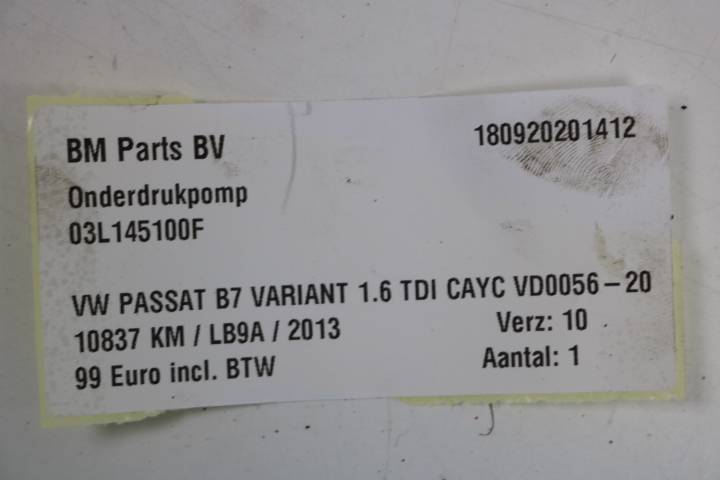 BM Parts BV 180920201412
Onderdrukpomp
03L145100F
VW PASSAT B7 VARIANT 1.6 TDI CAYC VD0056-20
10837 KM / LB9A / 2013 Verz: 10
99 Euro incl. BTW Aantal: 1